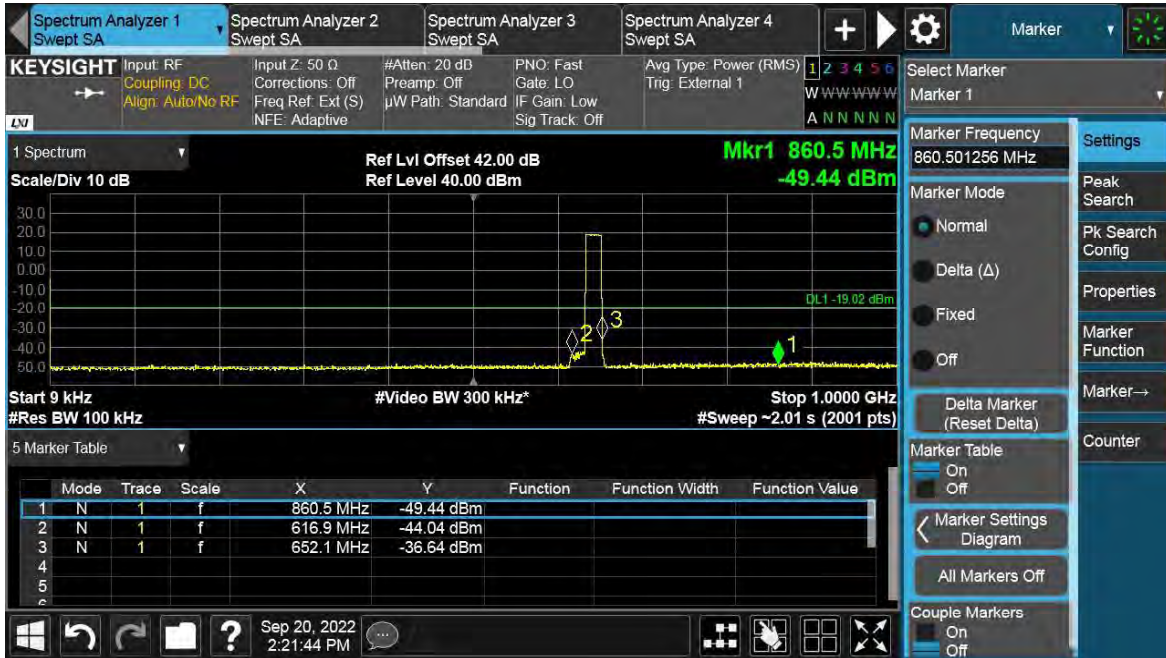 Spectrum Analyzer 1
Swept SA
Spectrum Analyzer 2
Swept SA
Spectrum Analyzer 3
Swept SA
Spectrum Analyzer 4
Swept SA
+
Marker
KEYSIGHT
LXI
Input: RF
Coupling: DC
Align: Auto/No RF
Input Z: 50 Ω
Corrections: Off
Freq Ref: Ext (S)
NFE: Adaptive
#Atten: 20 dB
Preamp: Off
µW Path: Standard
PNO: Fast
Gate: LO
IF Gain: Low
Sig Track: Off
Avg Type: Power (RMS)
Trig: External 1
1 2 3 4 5 6
W W W W W W
A N N N N N
Select Marker
Marker 1
1 Spectrum
Scale/Div 10 dB
Ref Lvl Offset 42.00 dB
Ref Level 40.00 dBm
Mkr1 860.5 MHz
-49.44 dBm
30.0
20.0
10.0
0.00
-10.0
-20.0
-30.0
-40.0
50.0
DL1 -19.02 dBm
2
3
1
Start 9 kHz
#Res BW 100 kHz
#Video BW 300 kHz*
Stop 1.0000 GHz
#Sweep ~2.01 s (2001 pts)
5 Marker Table
Mode Trace Scale X Y Function Function Width Function Value
1 N 1 f 860.5 MHz -49.44 dBm
2 N 1 f 616.9 MHz -44.04 dBm
3 N 1 f 652.1 MHz -36.64 dBm
4
5
Marker Frequency
860.501256 MHz
Marker Mode
Normal
Delta (Δ)
Fixed
Off
Delta Marker
(Reset Delta)
Marker Table
On
Off
Marker Settings
Diagram
All Markers Off
Couple Markers
On
Off
Settings
Peak
Search
Pk Search
Config
Properties
Marker
Function
Marker→
Counter
?
Sep 20, 2022
2:21:44 PM